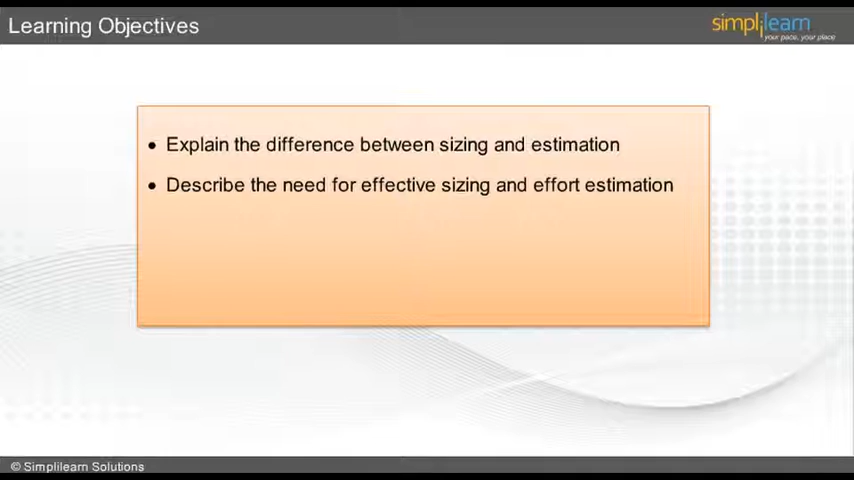 Learning Objectives
simplilearn
your pace, your place
• Explain the difference between sizing and estimation
• Describe the need for effective sizing and effort estimation
© Simplilearn Solutions